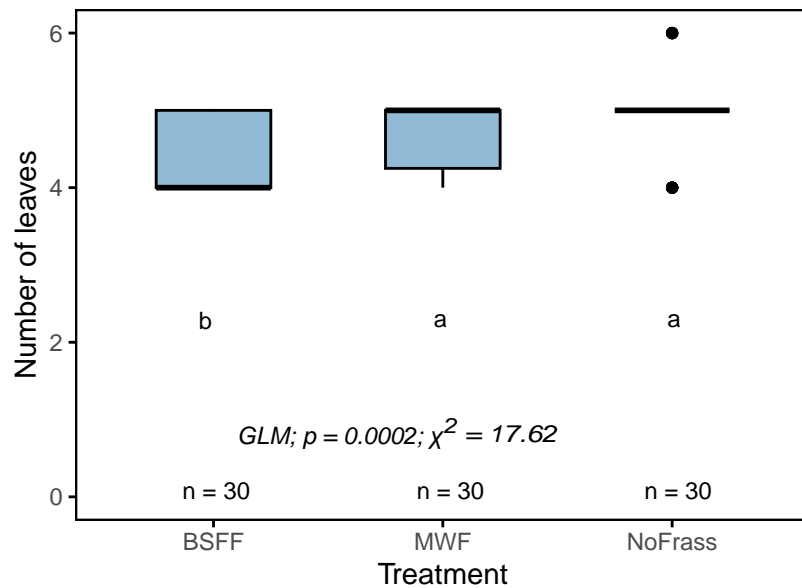 Number of leaves
6
4
2
0
b a a
GLM; p = 0.0002; χ² = 17.62
n = 30 n = 30 n = 30
BSFF MWF NoFrass
Treatment